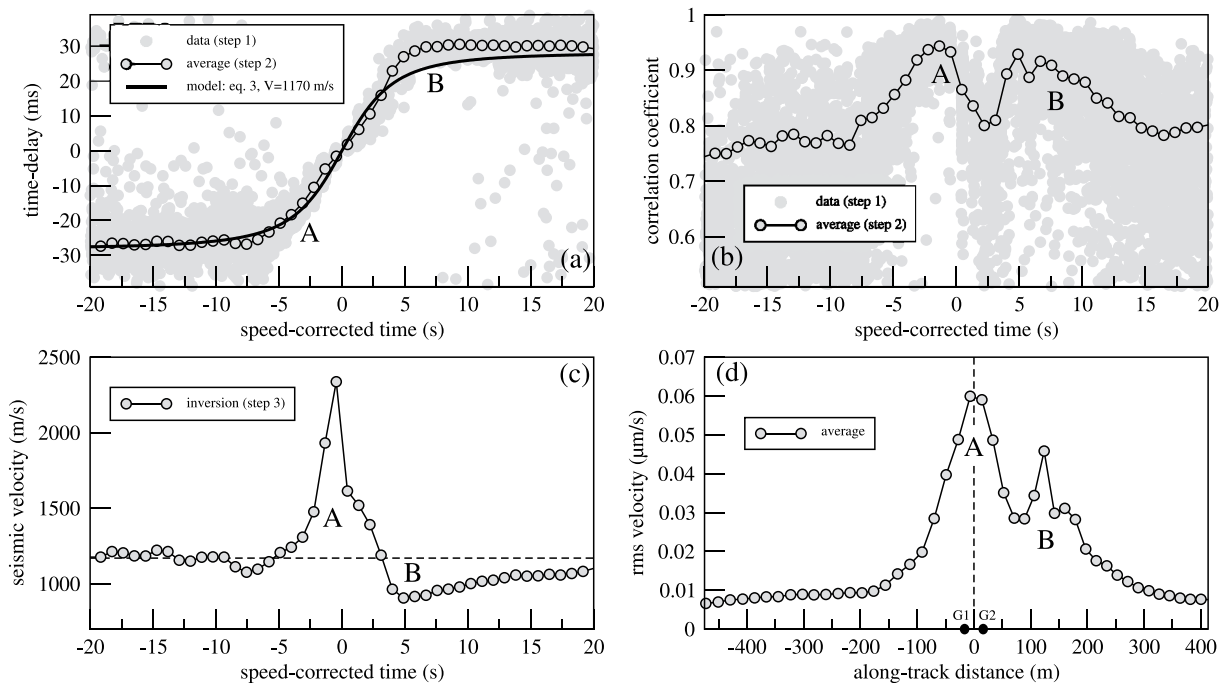 30
20
10
0
-10
-20
-30
time-delay (ms)
data (step 1)
average (step 2)
model: eq. 3, V=1170 m/s
A
B
(a)
-20 -15 -10 -5 0 5 10 15 20
speed-corrected time (s)
1
0.9
0.8
0.7
0.6
correlation coefficient
A
B
data (step 1)
average (step 2)
(b)
-20 -15 -10 -5 0 5 10 15 20
speed-corrected time (s)
2500
2000
1500
1000
seismic velocity (m/s)
inversion (step 3)
(c)
A
B
-20 -15 -10 -5 0 5 10 15 20
speed-corrected time (s)
0.07
0.06
0.05
0.04
0.03
0.02
0.01
0
rms velocity (μm/s)
(d)
average
A
B
G1 G2
-400 -300 -200 -100 0 100 200 300 400
along-track distance (m)